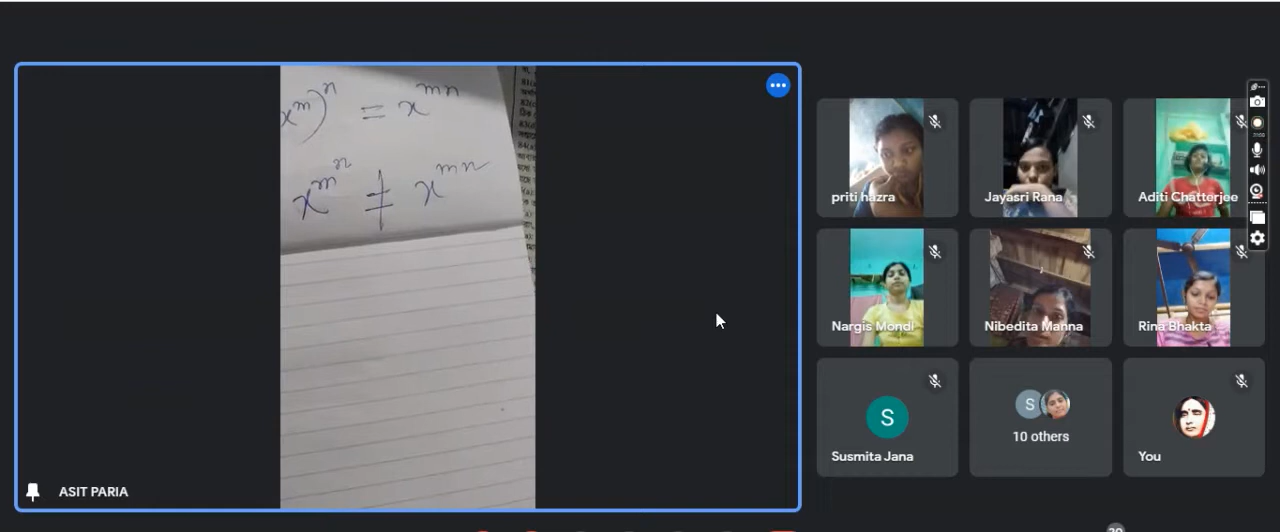 (x^m)^n = x^{mn}
x^{m^n} ≠ x^{mn}
ASIT PARIA
priti hazra
Jayasri Rana
Aditi Chatterjee
Nargis Mondl
Nibedita Manna
Rina Bhakta
S
Susmita Jana
S
10 others
You